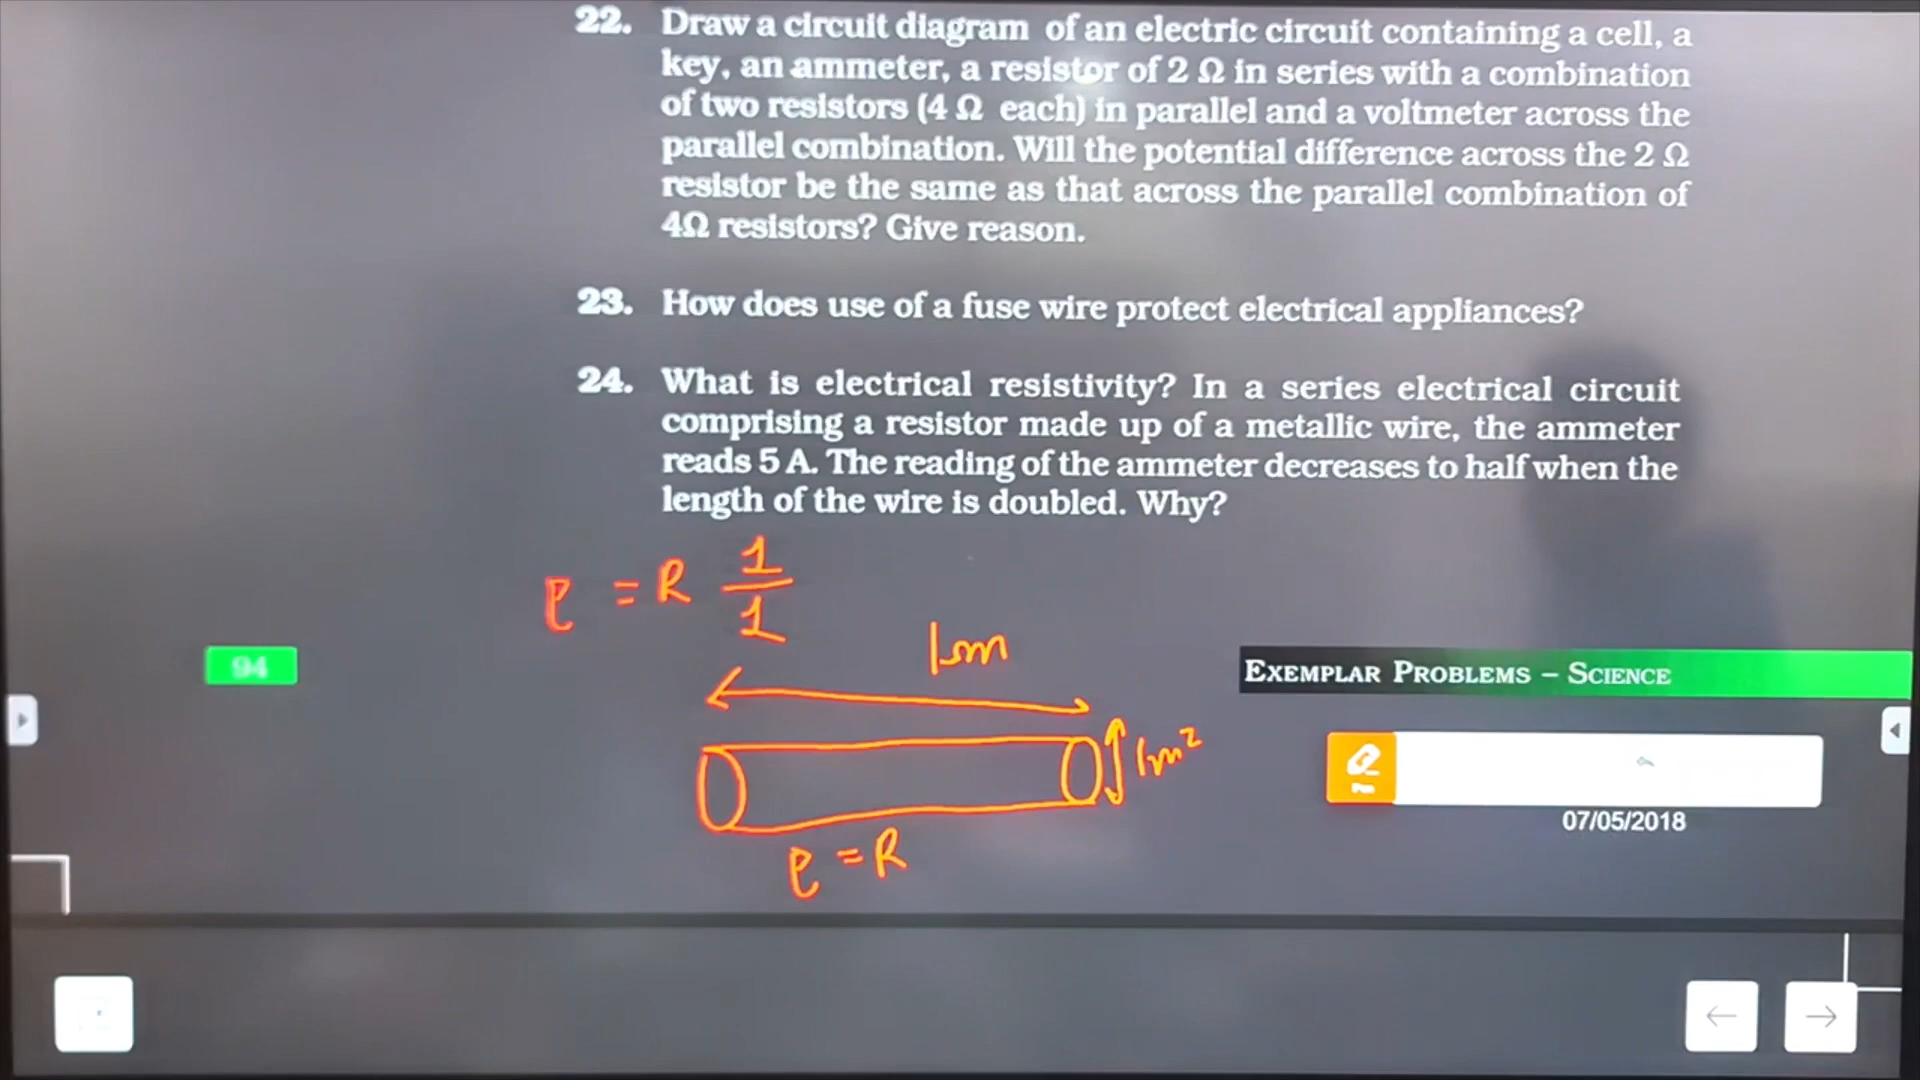 22. Draw a circuit diagram of an electric circuit containing a cell, a
key, an ammeter, a resistor of 2 Ω in series with a combination
of two resistors (4 Ω each) in parallel and a voltmeter across the
parallel combination. Will the potential difference across the 2 Ω
resistor be the same as that across the parallel combination of
4Ω resistors? Give reason.
23. How does use of a fuse wire protect electrical appliances?
24. What is electrical resistivity? In a series electrical circuit
comprising a resistor made up of a metallic wire, the ammeter
reads 5 A. The reading of the ammeter decreases to half when the
length of the wire is doubled. Why?
ρ = R 1/1
1m
94
EXEMPLAR PROBLEMS – SCIENCE
1m²
Pen
07/05/2018
ρ = R